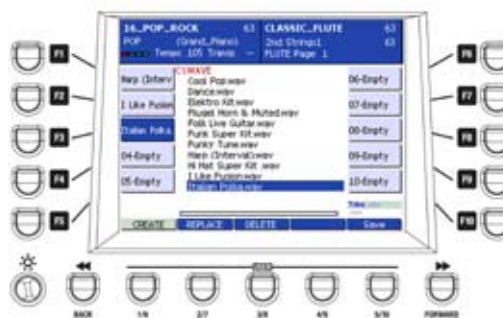 16_POP_ROCK 63 CLASSIC_FLUTE 63
POP (Grand_Piano) 2nd Strings1 63
Tempo 105 Transp -- FLUTE Page 1
C:\WAVE
Cool Pop.wav
Dance.wav
Elektro Kit.wav
Flugel Horn & Muted.wav
Folk Live Guitar.wav
Funk Super Kit.wav
Funky Tune.wav
Harp (Interval).wav
Hi Hat Super Kit.wav
I Like Fusion.wav
Italian Polka.wav
Harp (Interv
I Like Fusion
Italian Polka
04-Empty
05-Empty
06-Empty
07-Empty
08-Empty
09-Empty
10-Empty
CREATE REPLACE DELETE Save
F1
F2
F3
F4
F5
F6
F7
F8
F9
F10
BACK 1/6 2/7 3/8 4/9 5/10 FORWARD